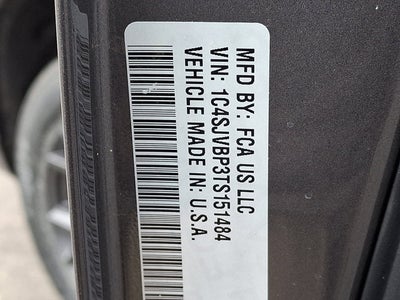 MFD BY: FCA US LLC
VIN: 1C4SJVBP3TS151484
VEHICLE MADE IN: U.S.A.